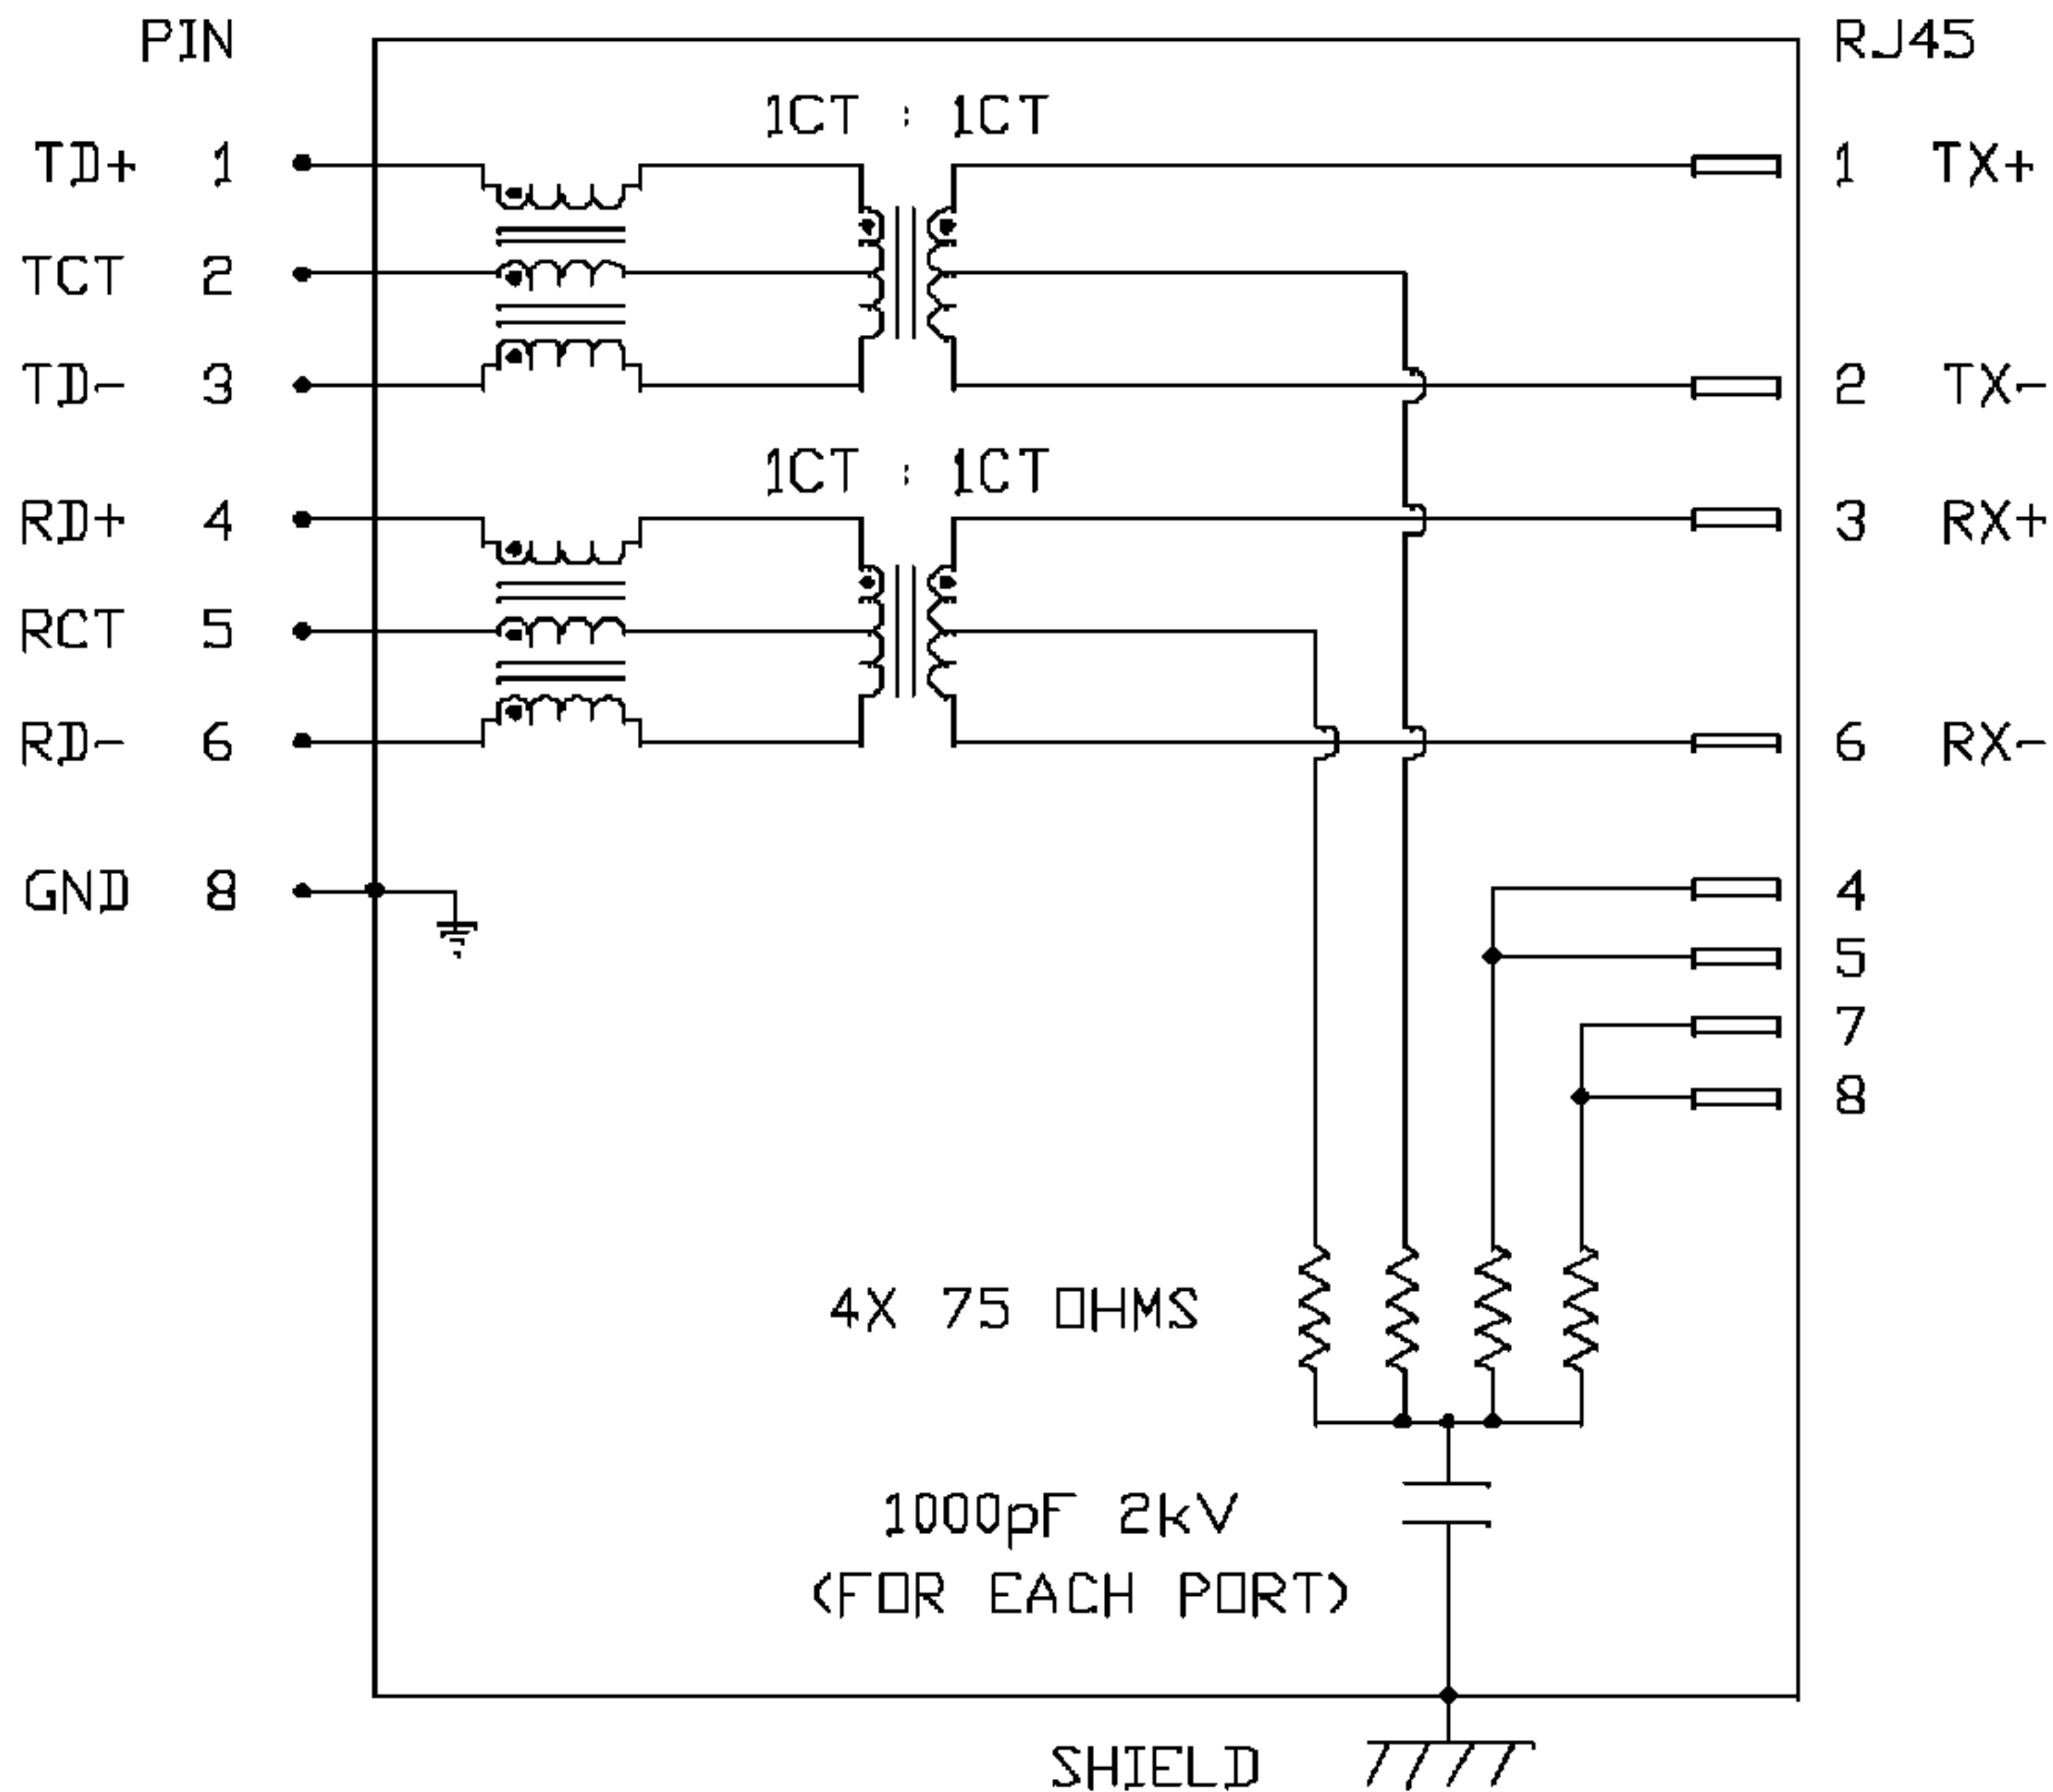 PIN RJ45
1CT : 1CT
TD+ 1 1 TX+
TCT 2
TD- 3 2 TX-
1CT : 1CT
RD+ 4 3 RX+
RCT 5
RD- 6 6 RX-
GND 8 4
5
7
8
4X 75 OHMS
1000pF 2kV
(FOR EACH PORT)
SHIELD